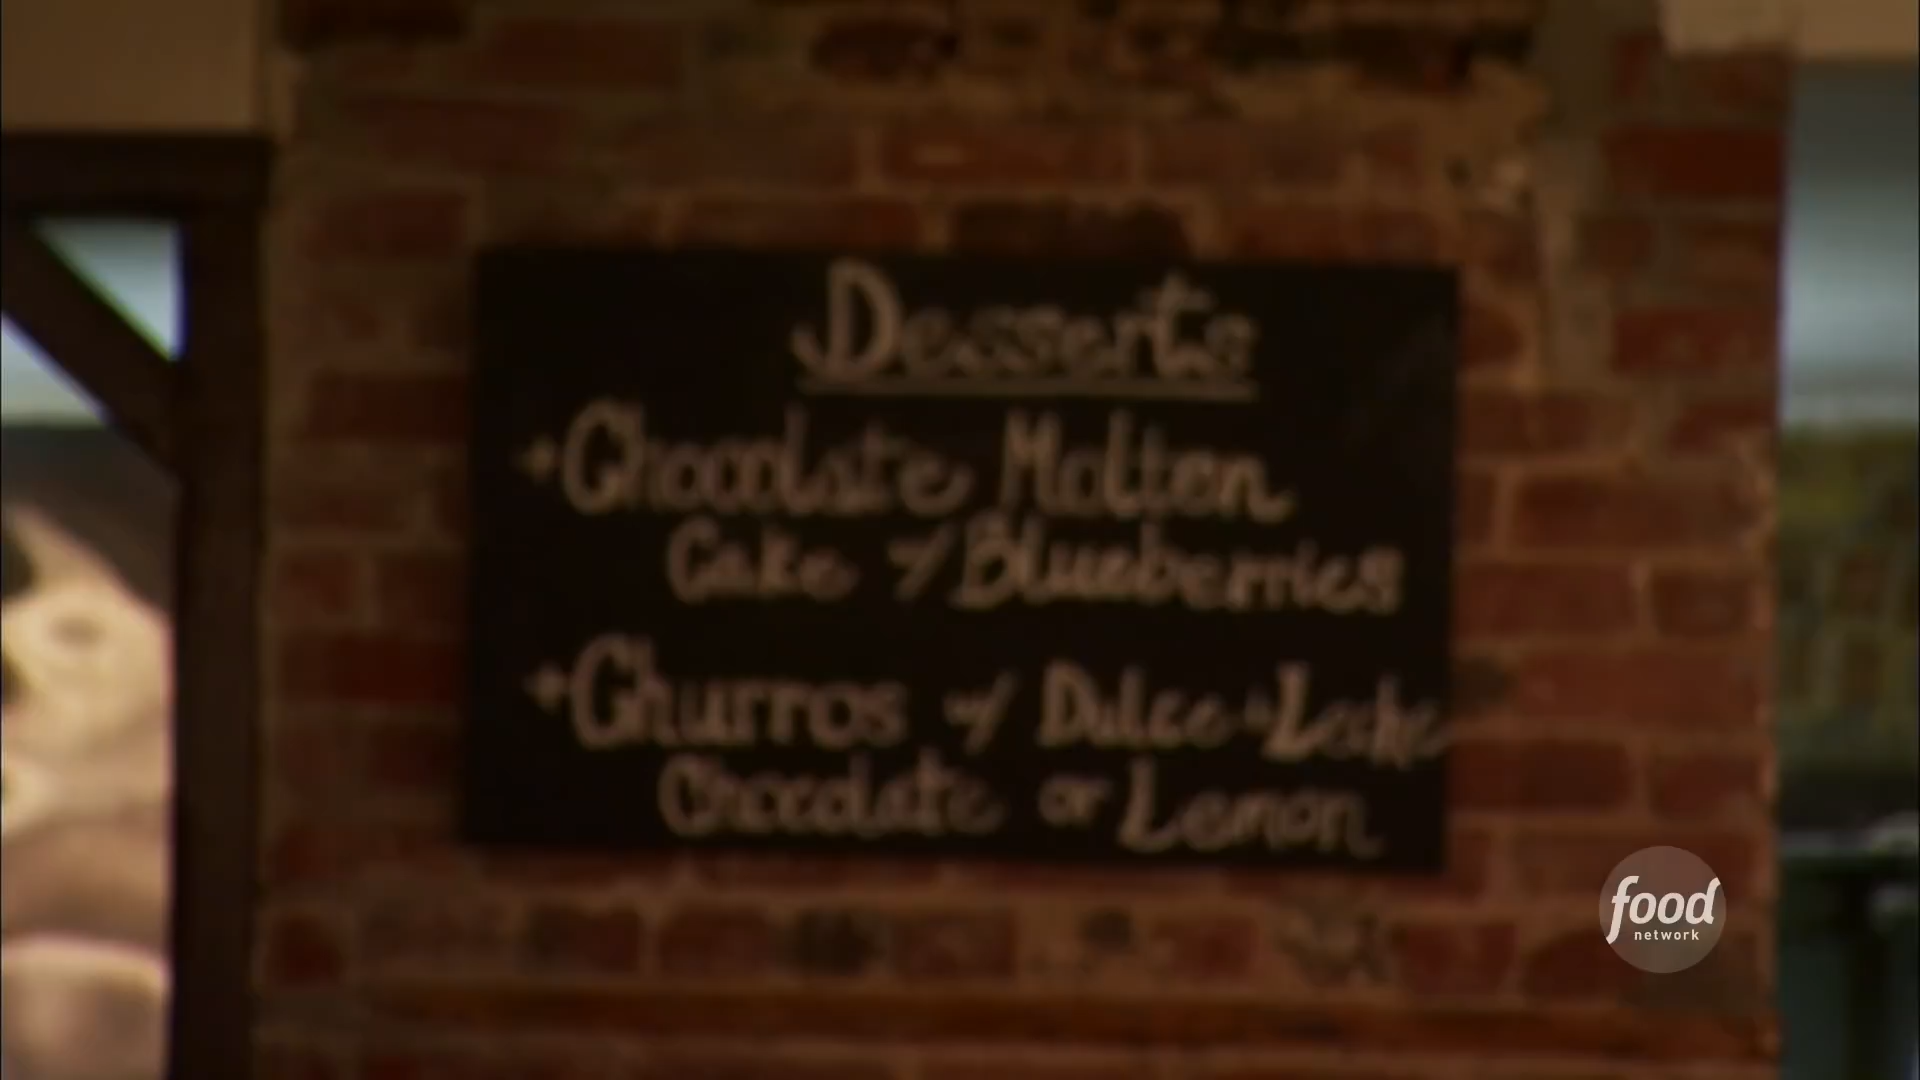 Desserts
+Chocolate Molten
Cake w/ Blueberries
+Churros w/ Dulce de Leche
Chocolate or Lemon
food
network